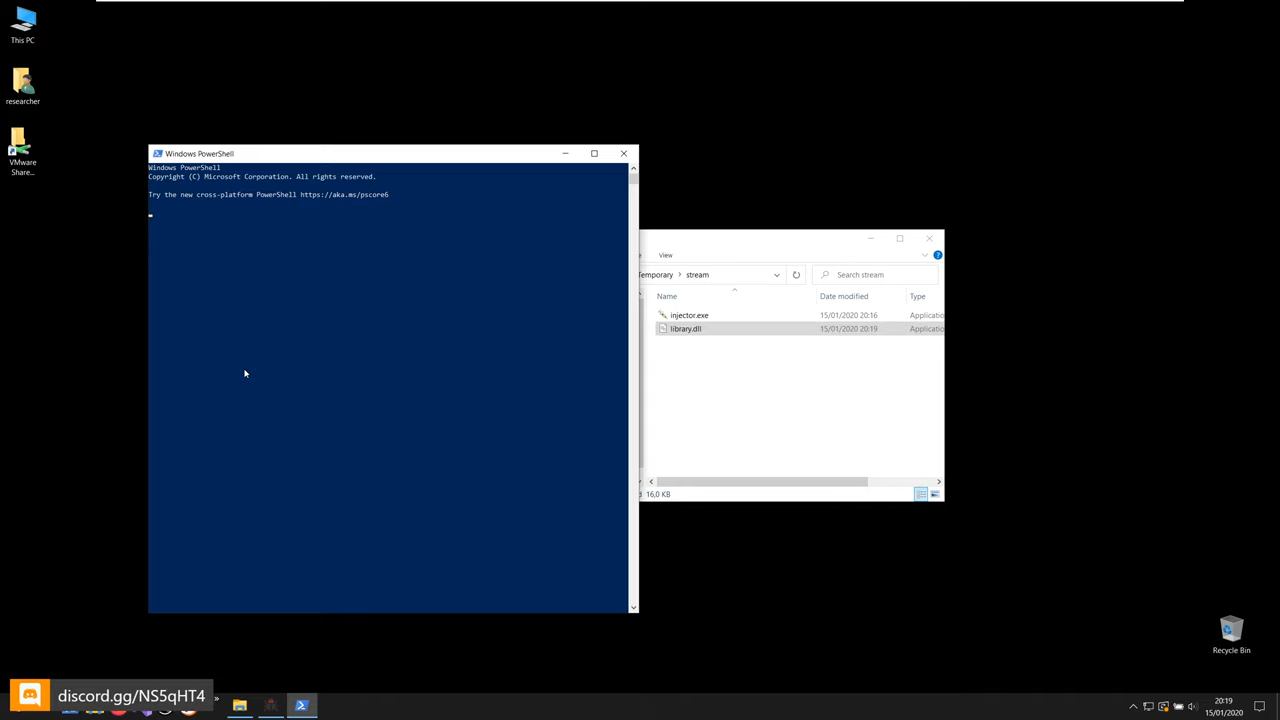 This PC
researcher
VMware
Share...
Windows PowerShell
Windows PowerShell
Copyright (C) Microsoft Corporation. All rights reserved.
Try the new cross-platform PowerShell https://aka.ms/pscore6
View
Temporary > stream
Search stream
Name
Date modified
Type
injector.exe
15/01/2020 20:16
Applicatio
library.dll
15/01/2020 20:19
Applicatio
16,0 KB
Recycle Bin
discord.gg/NS5qHT4
»
20:19
15/01/2020